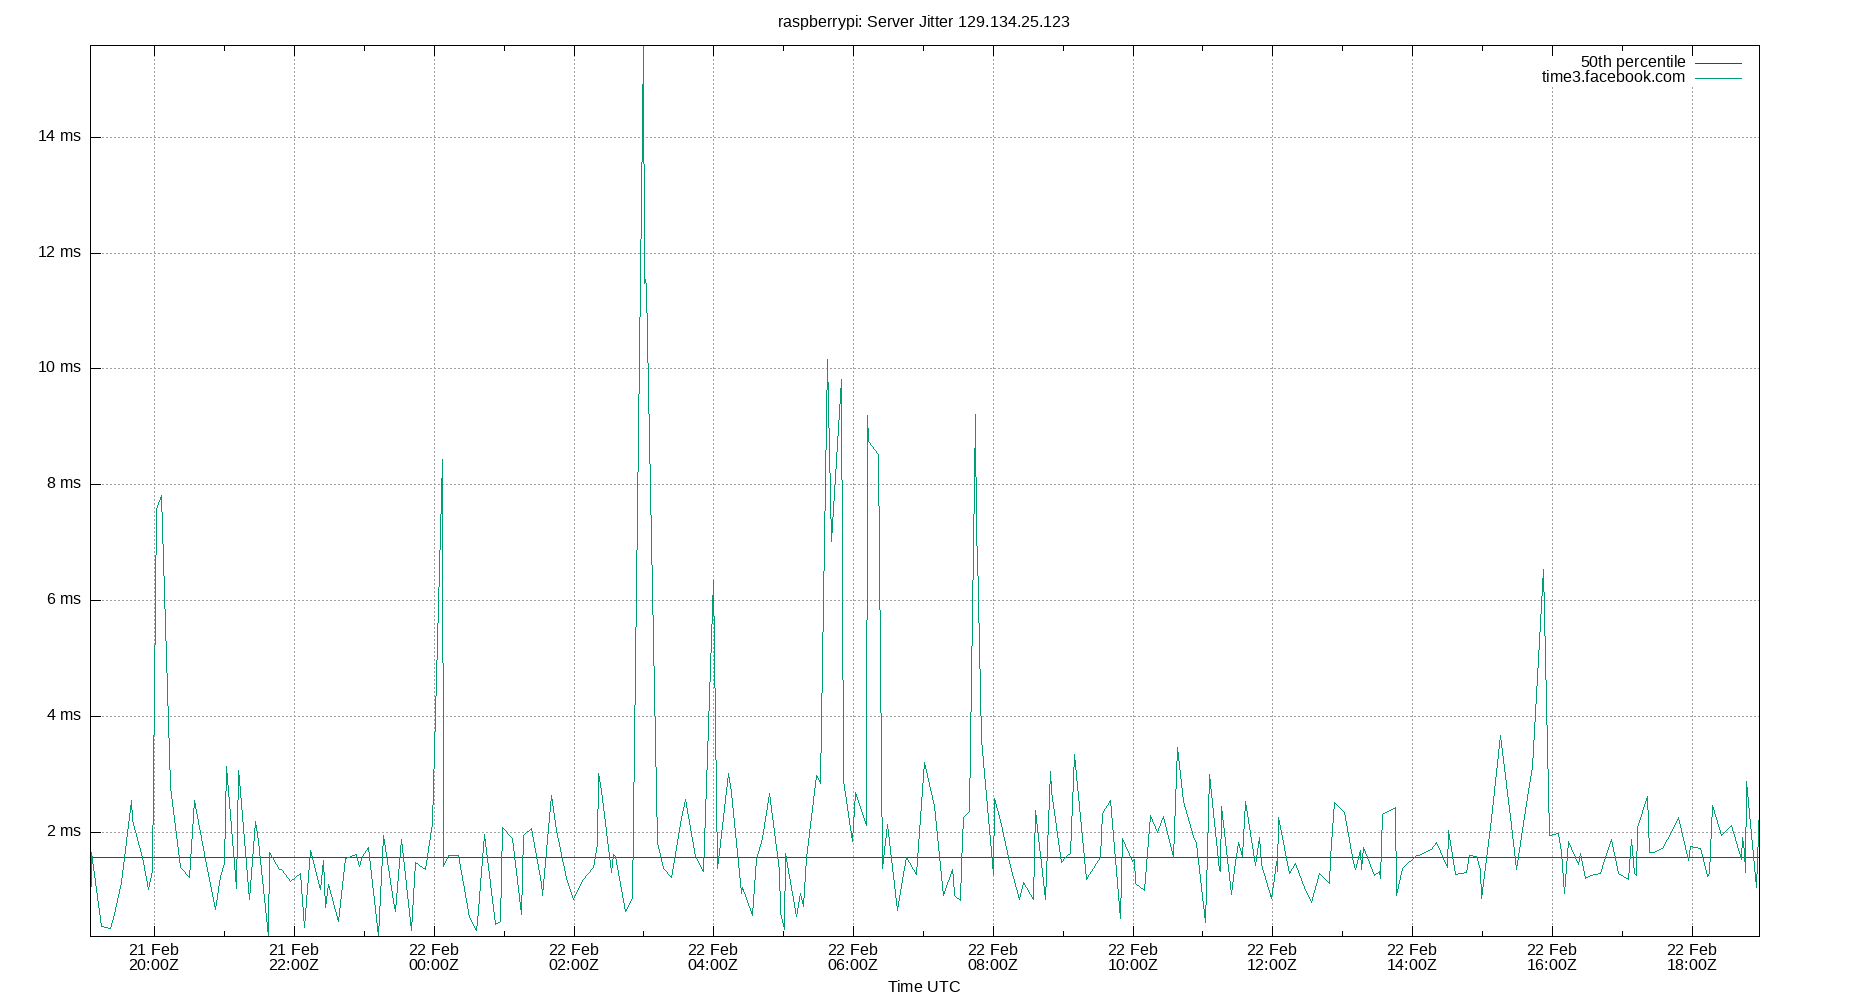 raspberrypi: Server Jitter 129.134.25.123
50th percentile
time3.facebook.com
14 ms
12 ms
10 ms
8 ms
6 ms
4 ms
2 ms
21 Feb 21 Feb 22 Feb 22 Feb 22 Feb 22 Feb 22 Feb 22 Feb 22 Feb 22 Feb 22 Feb 22 Feb
20:00Z 22:00Z 00:00Z 02:00Z 04:00Z 06:00Z 08:00Z 10:00Z 12:00Z 14:00Z 16:00Z 18:00Z
Time UTC